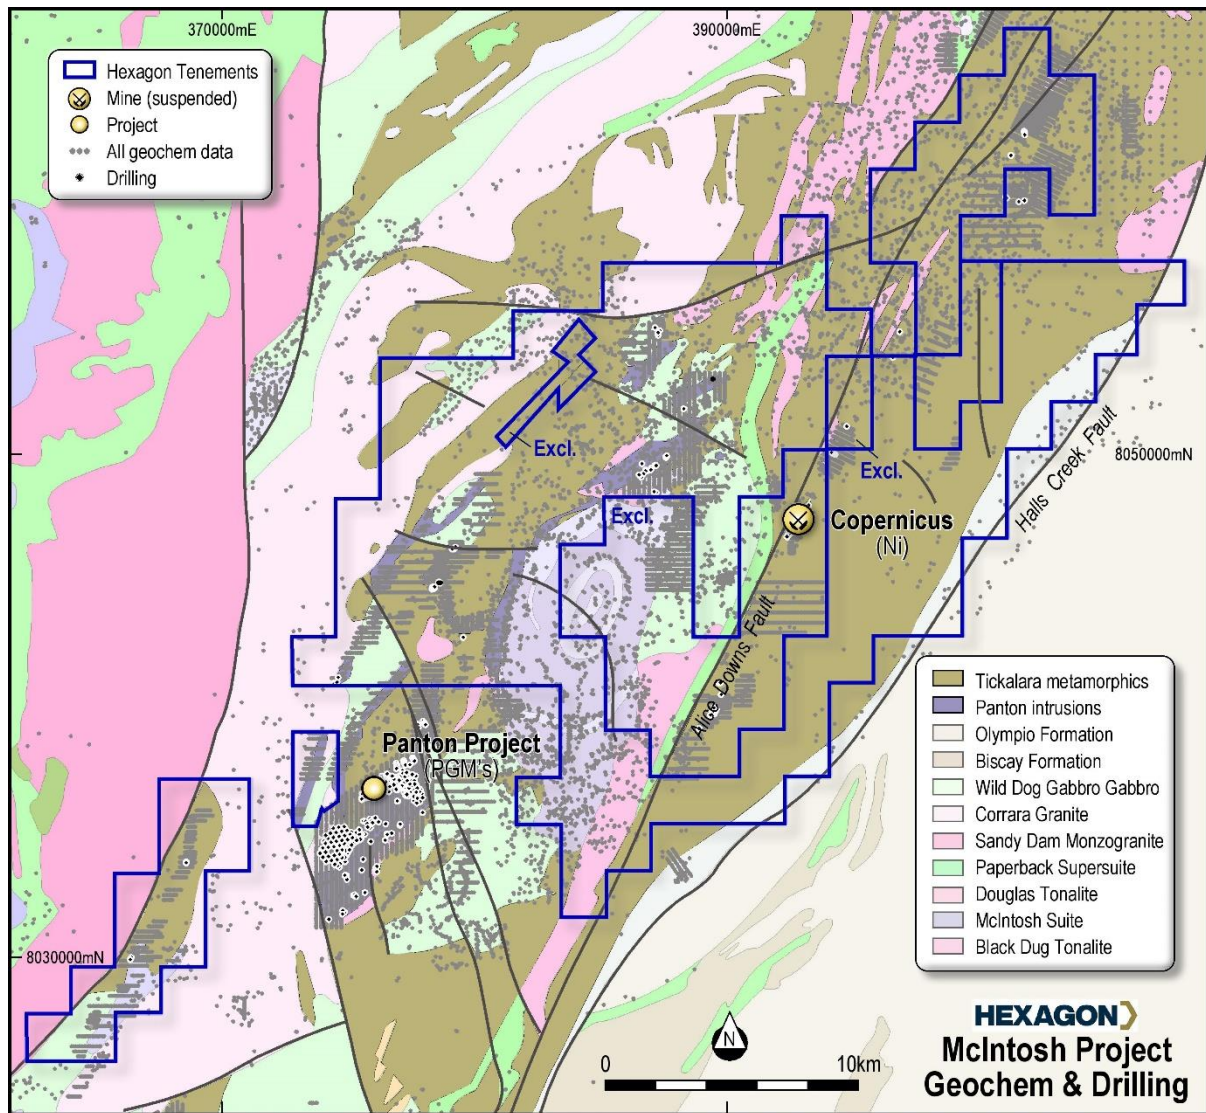 370000mE
390000mE
Hexagon Tenements
Mine (suspended)
Project
All geochem data
Drilling
Excl.
Excl.
Excl.
8050000mN
Halls Creek Fault
Copernicus
(Ni)
Alice Downs Fault
Panton Project
(PGM's)
Tickalara metamorphics
Panton intrusions
Olympio Formation
Biscay Formation
Wild Dog Gabbro Gabbro
Corrara Granite
Sandy Dam Monzogranite
Paperback Supersuite
Douglas Tonalite
McIntosh Suite
Black Dug Tonalite
8030000mN
N
0
10km
HEXAGON
McIntosh Project
Geochem & Drilling